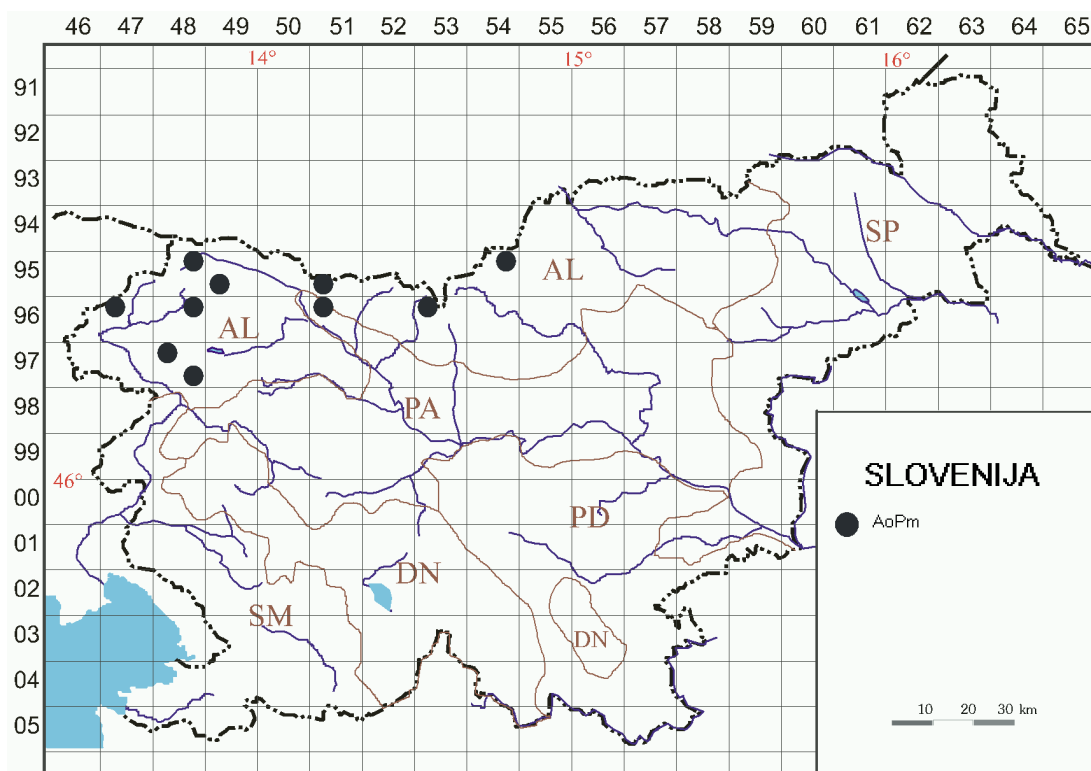 46 47 48 49 50 51 52 53 54 55 56 57 58 59 60 61 62 63 64 65
14° 15° 16°
91
92
93
94 SP
95 AL
96 AL
97
98 PA
99
46° SLOVENIJA
00 PD AoPm
01 DN
02 SM
03 DN
04
05 10 20 30 km